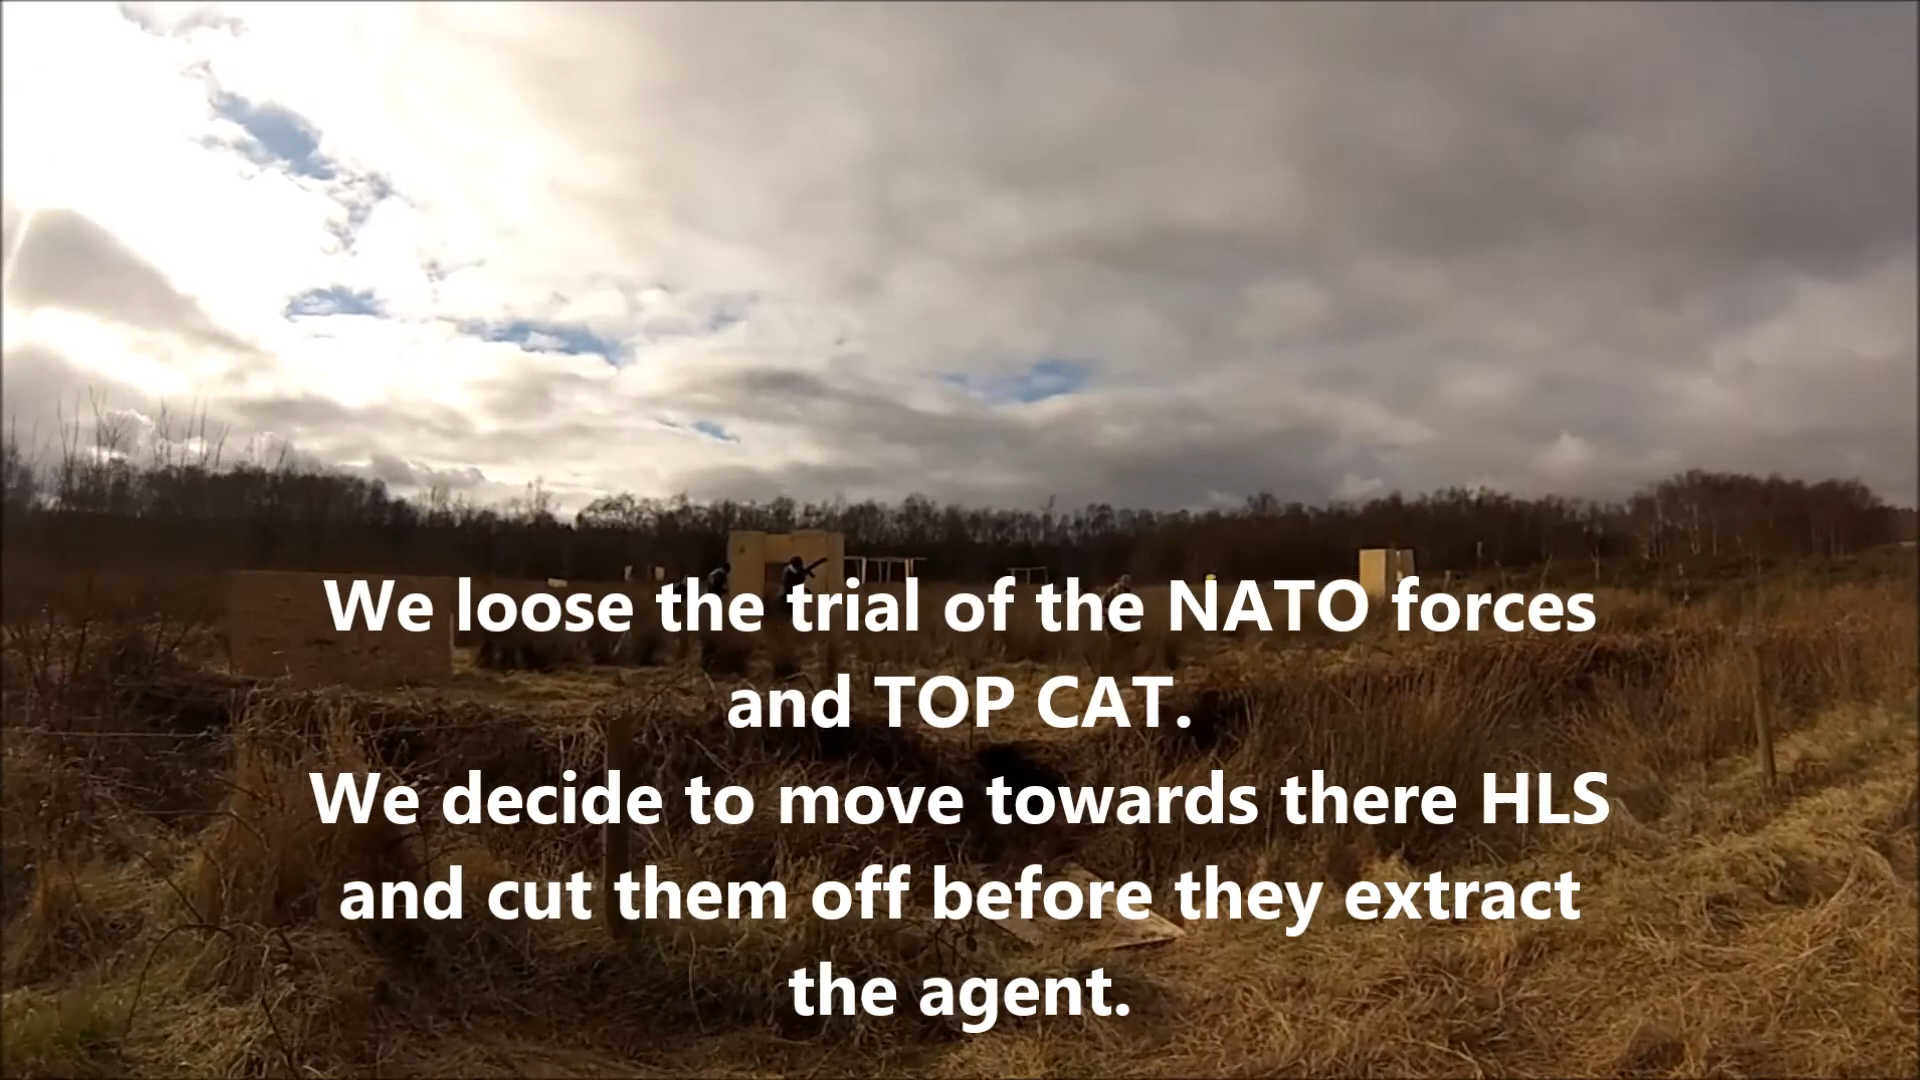 We loose the trial of the NATO forces
and TOP CAT.
We decide to move towards there HLS
and cut them off before they extract
the agent.